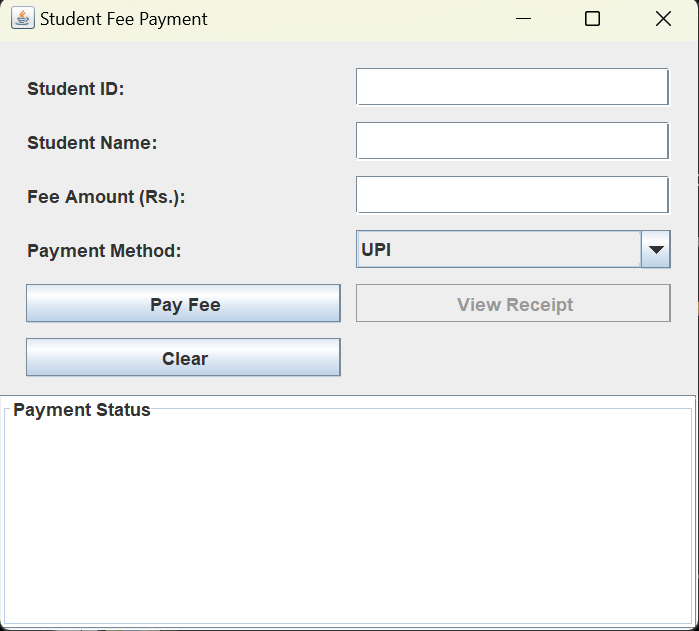 Student Fee Payment
Student ID:
Student Name:
Fee Amount (Rs.):
Payment Method:
UPI
Pay Fee
View Receipt
Clear
Payment Status